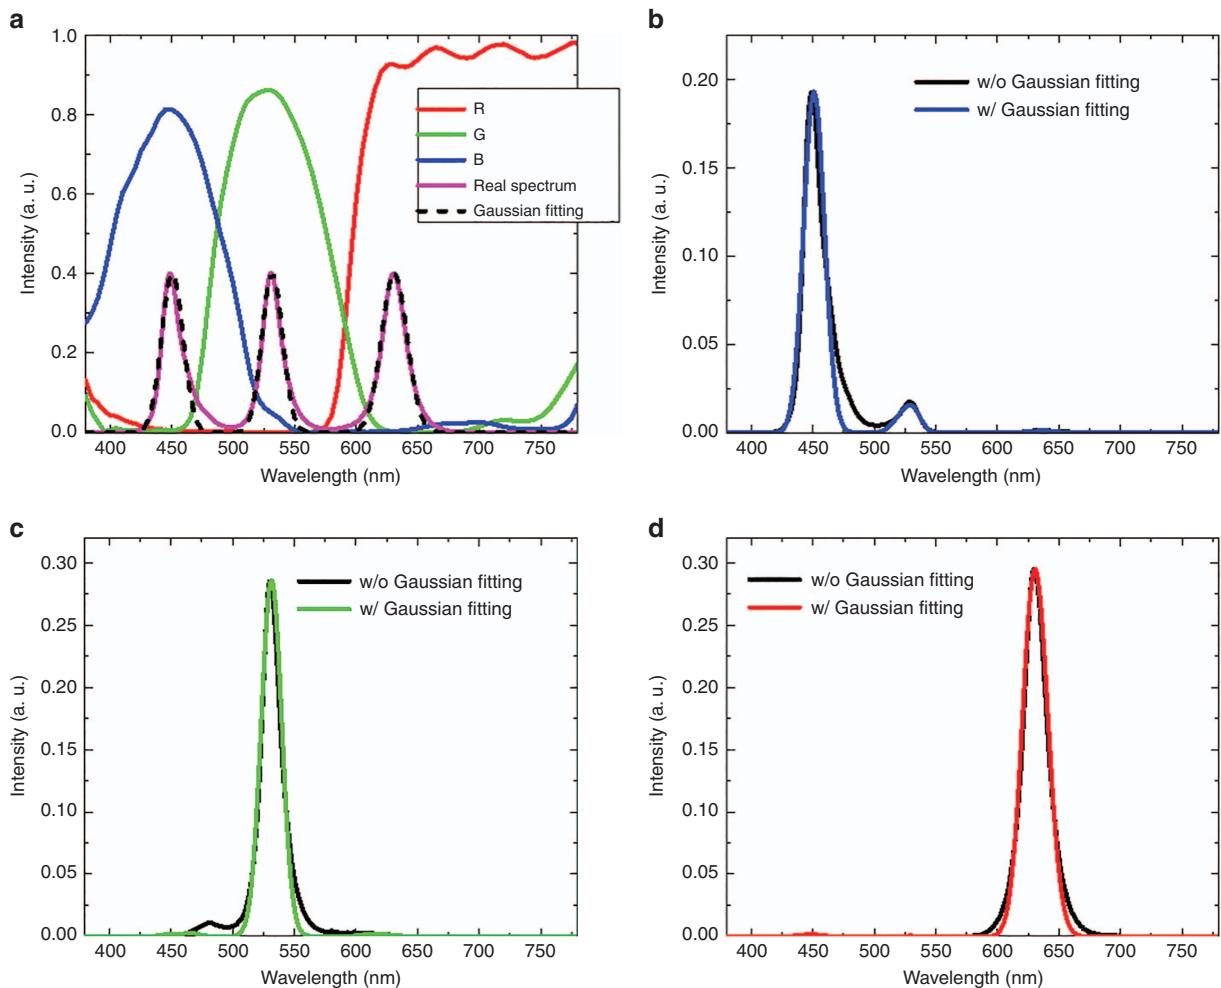 a
1.0
0.8
0.6
0.4
0.2
0.0
Intensity (a. u.)
R
G
B
Real spectrum
Gaussian fitting
400 450 500 550 600 650 700 750
Wavelength (nm)
b
0.20
0.15
0.10
0.05
0.00
Intensity (a. u.)
w/o Gaussian fitting
w/ Gaussian fitting
400 450 500 550 600 650 700 750
Wavelength (nm)
c
0.30
0.25
0.20
0.15
0.10
0.05
0.00
Intensity (a. u.)
w/o Gaussian fitting
w/ Gaussian fitting
400 450 500 550 600 650 700 750
Wavelength (nm)
d
0.30
0.25
0.20
0.15
0.10
0.05
0.00
Intensity (a. u.)
w/o Gaussian fitting
w/ Gaussian fitting
400 450 500 550 600 650 700 750
Wavelength (nm)